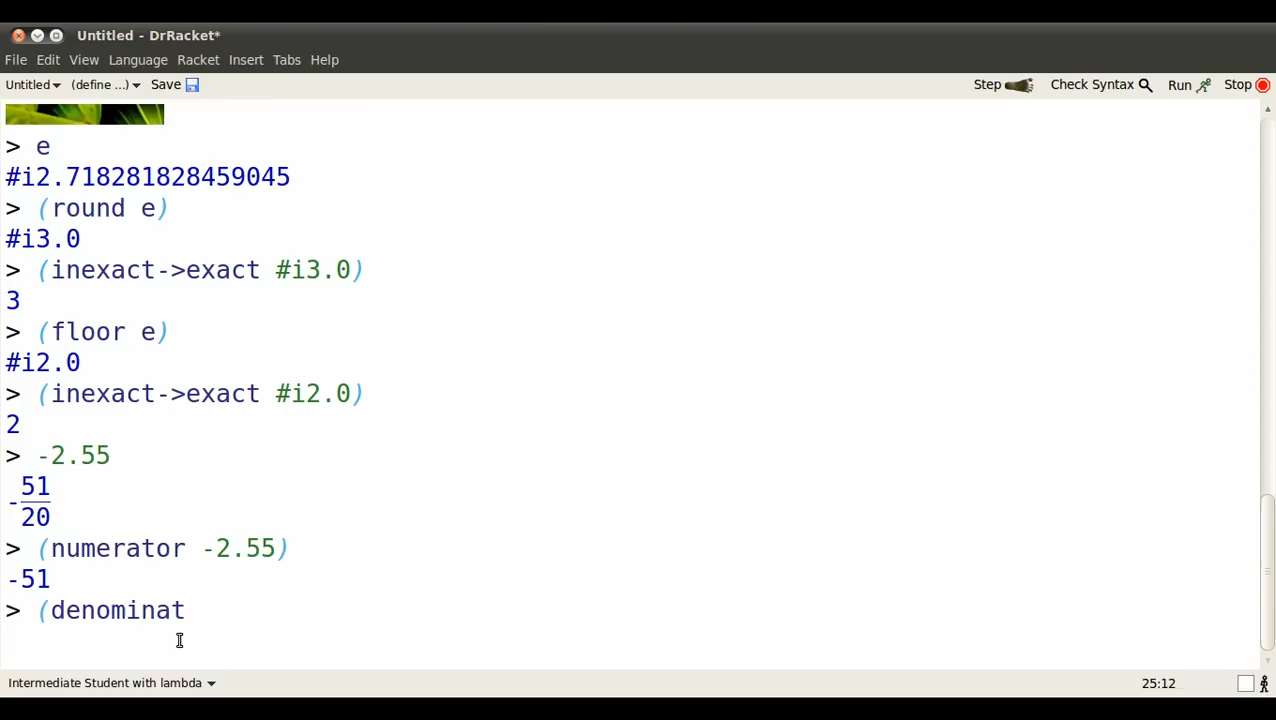 Untitled - DrRacket*
File Edit View Language Racket Insert Tabs Help
Untitled (define ...) Save Step Check Syntax Run Stop
> e
#i2.718281828459045
> (round e)
#i3.0
> (inexact->exact #i3.0)
3
> (floor e)
#i2.0
> (inexact->exact #i2.0)
2
> -2.55
-51
20
> (numerator -2.55)
-51
> (denominat
Intermediate Student with lambda 25:12